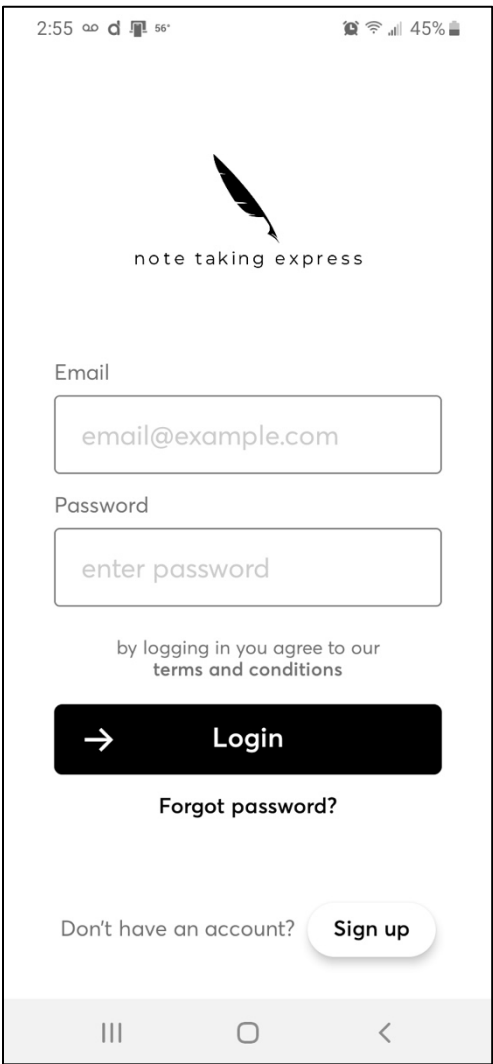 2:55 d 56° 45%
note taking express
Email
email@example.com
Password
enter password
by logging in you agree to our
terms and conditions
Login
Forgot password?
Don't have an account? Sign up